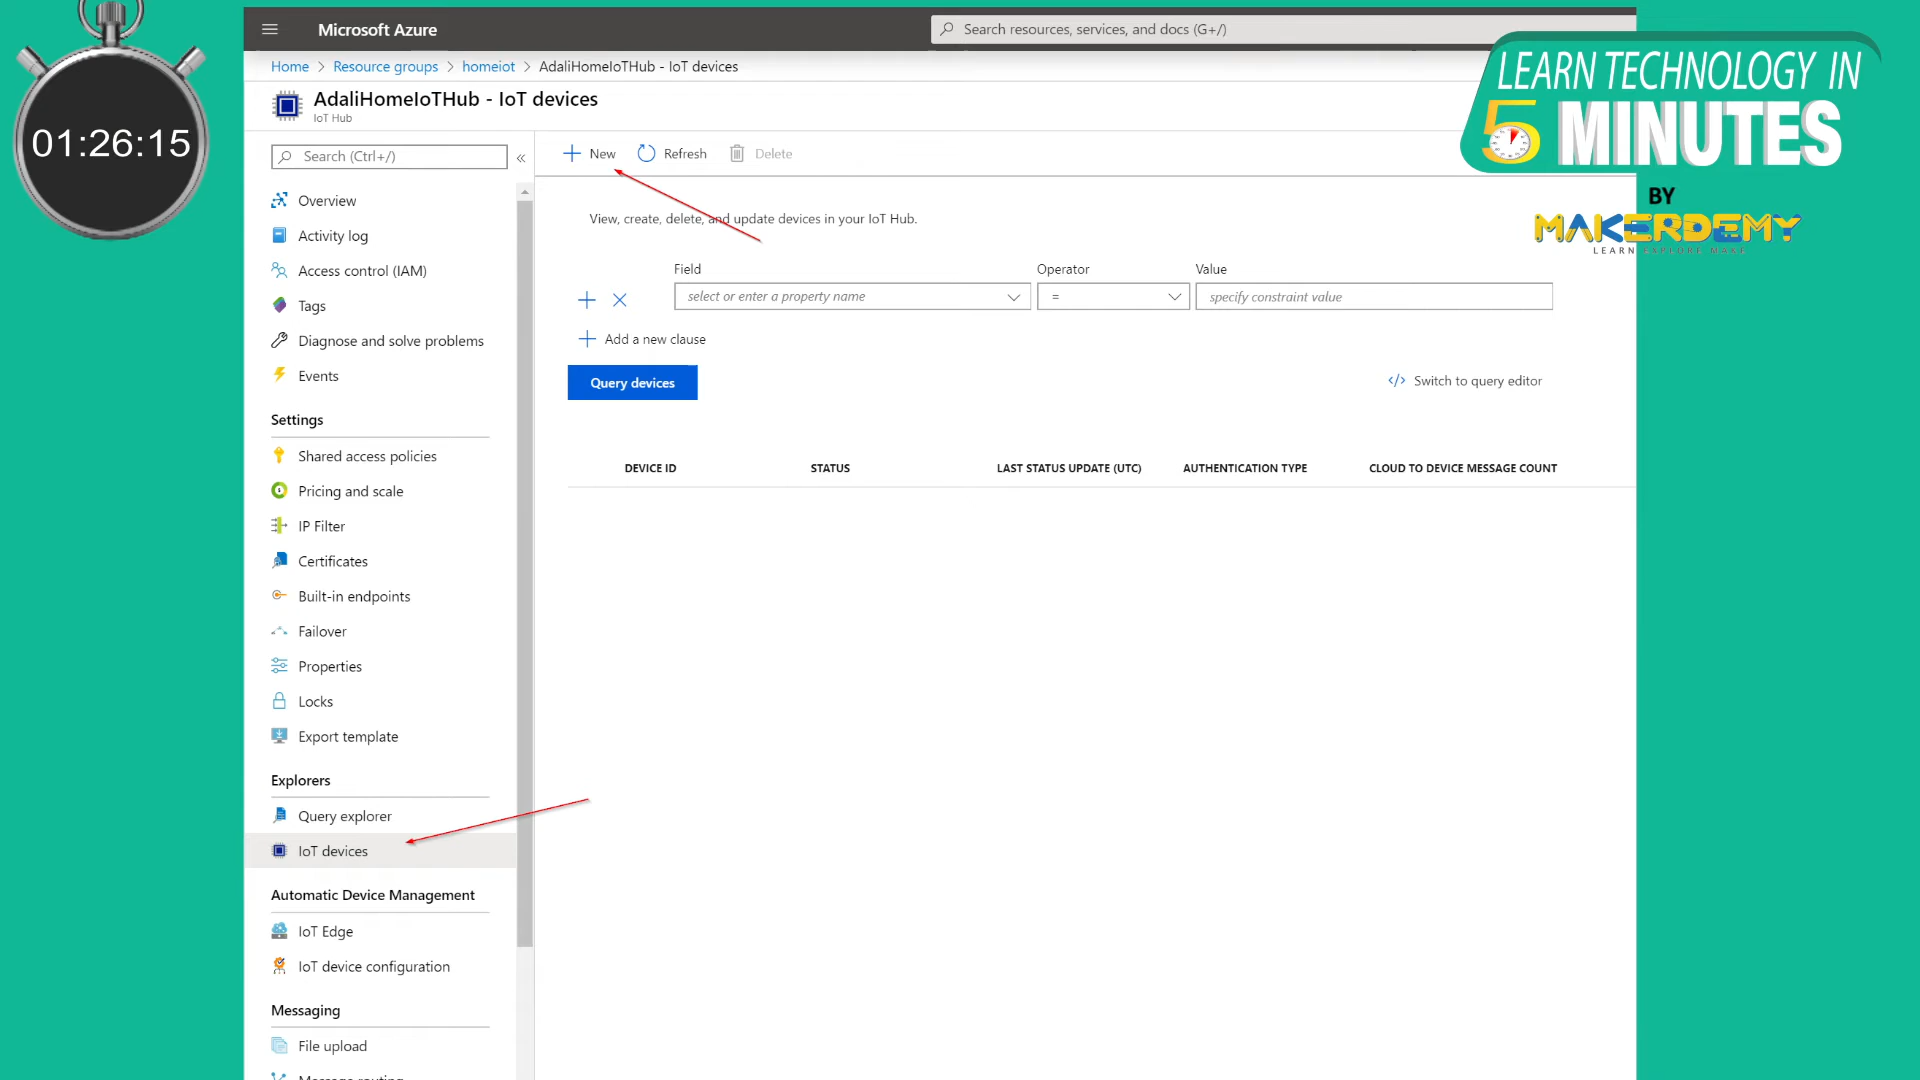 01:26:15
Microsoft Azure
Search resources, services, and docs (G+/)
LEARN TECHNOLOGY IN
5 MINUTES
BY
MAKERDEMY
LEARN EXPLORE MAKE
Home > Resource groups > homeiot > AdaliHomeIoTHub - IoT devices
AdaliHomeIoTHub - IoT devices
IoT Hub
Search (Ctrl+/)
«
Overview
Activity log
Access control (IAM)
Tags
Diagnose and solve problems
Events
Settings
Shared access policies
Pricing and scale
IP Filter
Certificates
Built-in endpoints
Failover
Properties
Locks
Export template
Explorers
Query explorer
IoT devices
Automatic Device Management
IoT Edge
IoT device configuration
Messaging
File upload
Message routing
New Refresh Delete
View, create, delete, and update devices in your IoT Hub.
Field Operator Value
select or enter a property name = specify constraint value
Add a new clause
Query devices
</> Switch to query editor
DEVICE ID STATUS LAST STATUS UPDATE (UTC) AUTHENTICATION TYPE CLOUD TO DEVICE MESSAGE COUNT